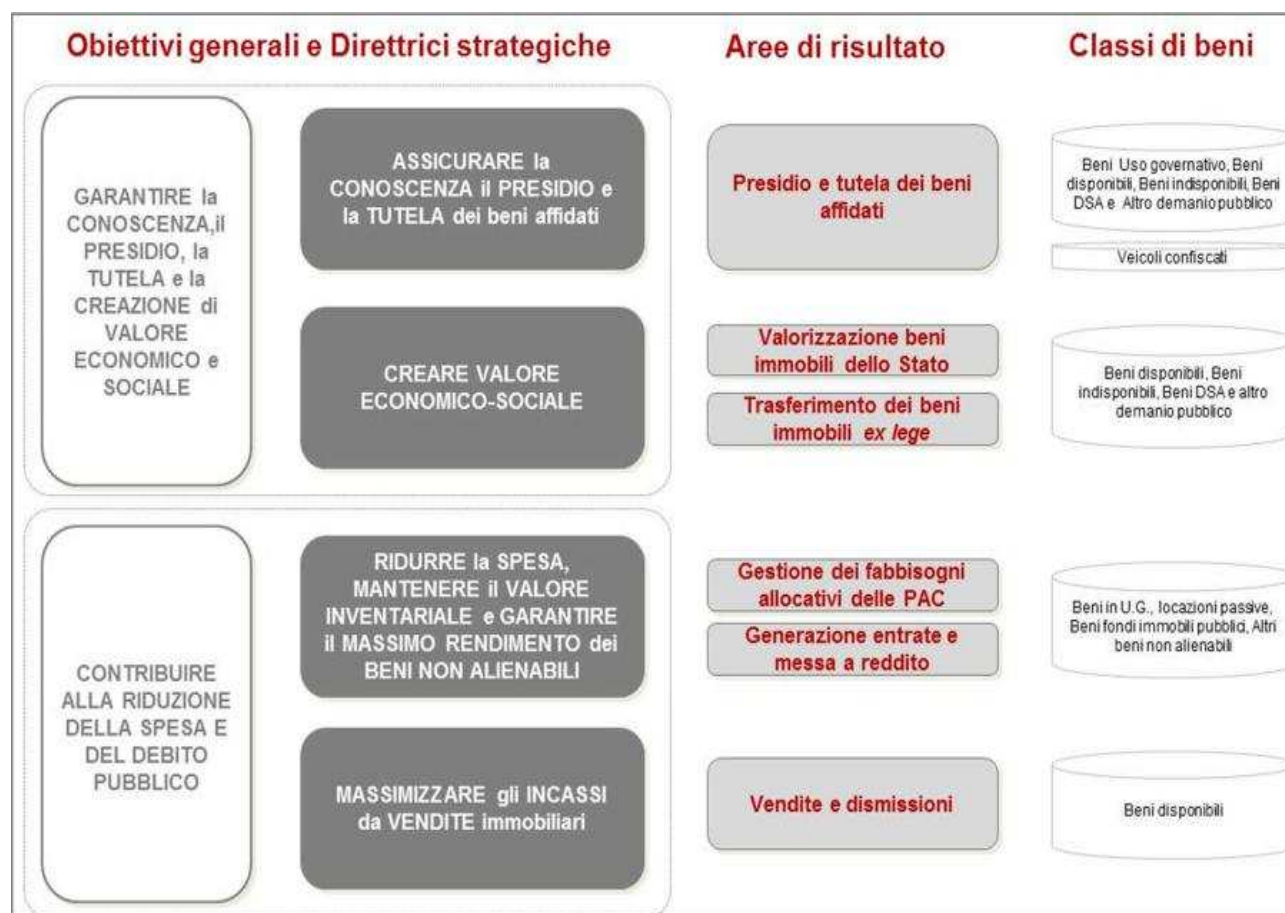 Obiettivi generali e Direttrici strategiche
Aree di risultato
Classi di beni
GARANTIRE la
CONOSCENZA,il
PRESIDIO, la
TUTELA e la
CREAZIONE di
VALORE
ECONOMICO e
SOCIALE
ASSICURARE la
CONOSCENZA il PRESIDIO e
la TUTELA dei beni affidati
Presidio e tutela dei beni
affidati
Beni Uso governativo, Beni
disponibili, Beni indisponibili, Beni
DSA e Altro demanio pubblico
Veicoli confiscati
CREARE VALORE
ECONOMICO-SOCIALE
Valorizzazione beni
immobili dello Stato
Trasferimento dei beni
immobili ex lege
Beni disponibili, Beni
indisponibili, Beni DSA e altro
demanio pubblico
CONTRIBUIRE
ALLA RIDUZIONE
DELLA SPESA E
DEL DEBITO
PUBBLICO
RIDURRE la SPESA,
MANTENERE il VALORE
INVENTARIALE e GARANTIRE
il MASSIMO RENDIMENTO dei
BENI NON ALIENABILI
Gestione dei fabbisogni
allocativi delle PAC
Generazione entrate e
messa a reddito
Beni in U.G., locazioni passive,
Beni fondi immobili pubblici, Altri
beni non alienabili
MASSIMIZZARE gli INCASSI
da VENDITE immobiliari
Vendite e dismissioni
Beni disponibili